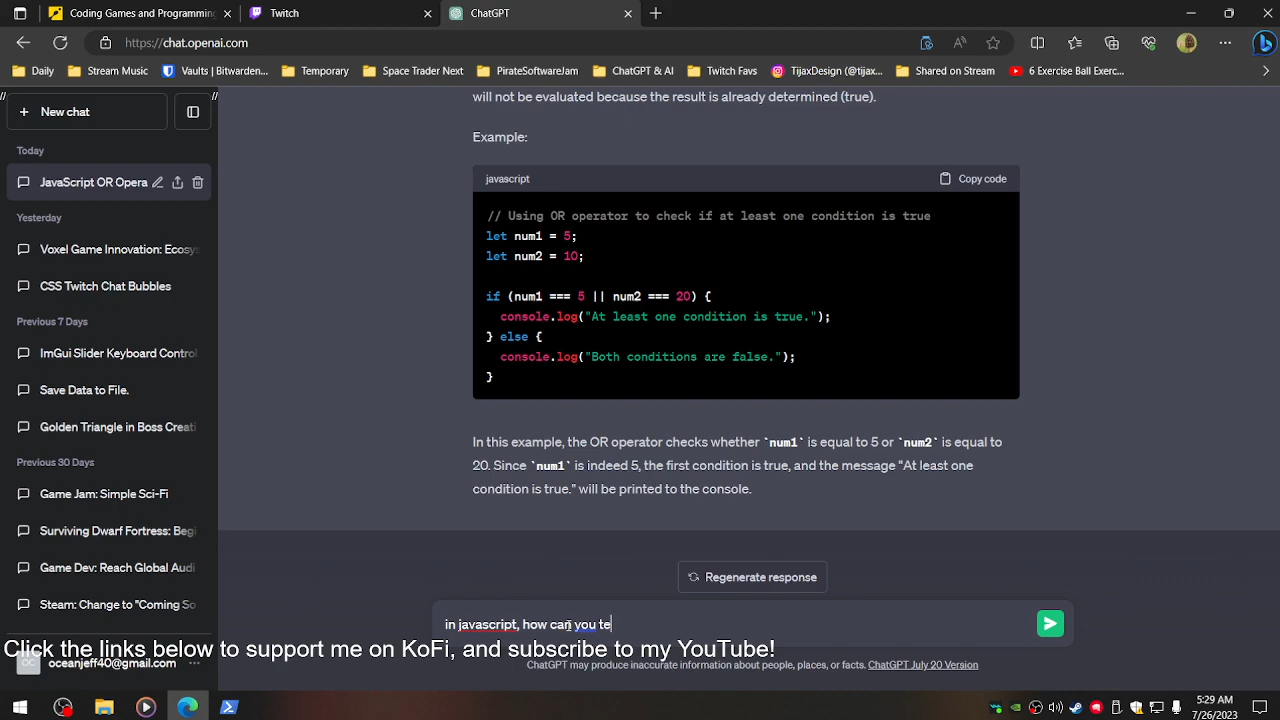 Coding Games and Programming
Twitch
ChatGPT
https://chat.openai.com
Daily
Stream Music
Vaults | Bitwarden...
Temporary
Space Trader Next
PirateSoftwareJam
ChatGPT & AI
Twitch Favs
TijaxDesign (@tijax...
Shared on Stream
6 Exercise Ball Exerc...
New chat
Today
JavaScript OR Opera
Yesterday
Voxel Game Innovation: Ecosys
CSS Twitch Chat Bubbles
Previous 7 Days
ImGui Slider Keyboard Control
Save Data to File.
Golden Triangle in Boss Creati
Previous 30 Days
Game Jam: Simple Sci-Fi
Surviving Dwarf Fortress: Begi
Game Dev: Reach Global Audi
Steam: Change to "Coming So
oceanjeff40@gmail.com
will not be evaluated because the result is already determined (true).
Example:
javascript
Copy code
// Using OR operator to check if at least one condition is true
let num1 = 5;
let num2 = 10;
if (num1 === 5 || num2 === 20) {
console.log("At least one condition is true.");
} else {
console.log("Both conditions are false.");
}
In this example, the OR operator checks whether `num1` is equal to 5 or `num2` is equal to
20. Since `num1` is indeed 5, the first condition is true, and the message "At least one
condition is true." will be printed to the console.
Regenerate response
in javascript, how can you te
Click the links below to support me on KoFi, and subscribe to my YouTube!
ChatGPT may produce inaccurate information about people, places, or facts. ChatGPT July 20 Version
5:29 AM
7/26/2023